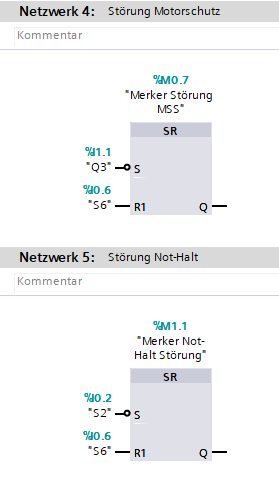 Netzwerk 4: Störung Motorschutz
Kommentar
%M0.7
"Merker Störung
MSS"
SR
%I1.1
"Q3"
S
%I0.6
"S6"
R1
Q
Netzwerk 5: Störung Not-Halt
Kommentar
%M1.1
"Merker Not-
Halt Störung"
SR
%I0.2
"S2"
S
%I0.6
"S6"
R1
Q